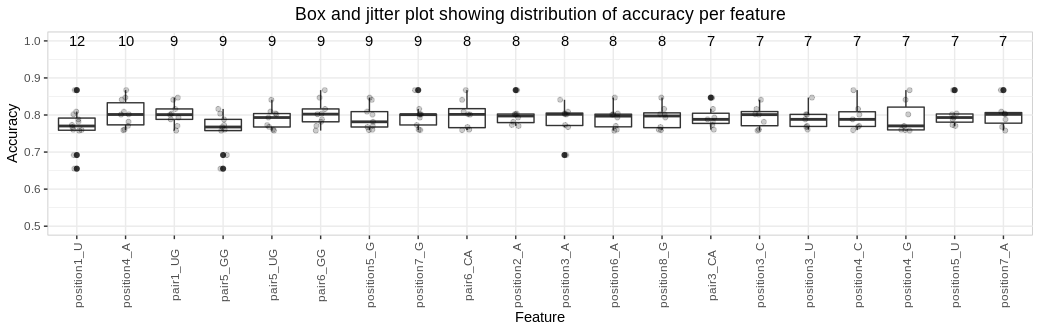 Box and jitter plot showing distribution of accuracy per feature
12 10 9 9 9 9 9 9 8 8 8 8 8 7 7 7 7 7 7 7
1.0
0.9
0.8
0.7
0.6
0.5
Accuracy
position1_U
position4_A
pair1_UG
pair5_GG
pair5_UG
pair6_GG
position5_G
position7_G
pair6_CA
position2_A
position3_A
position6_A
position8_G
pair3_CA
position3_C
position3_U
position4_C
position4_G
position5_U
position7_A
Feature